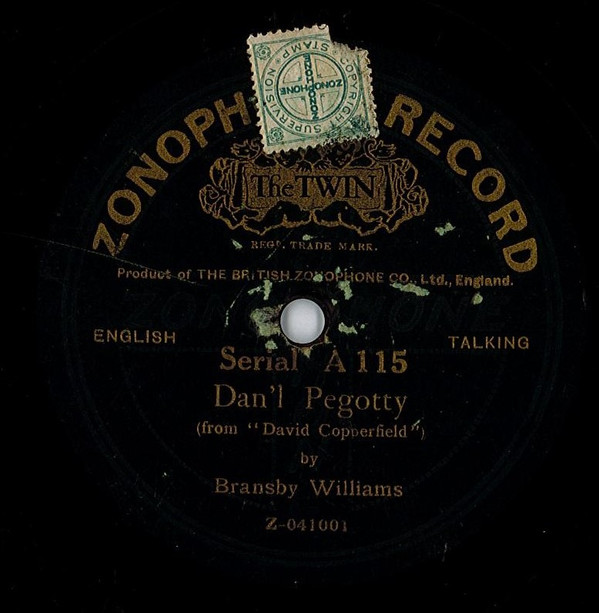 ZONOPH RECORD
COPYRIGHT SUPERVISION STAMP
ZONOPHONE
ZONOPHONE
The TWIN
REGD. TRADE MARK.
Product of THE BRITISH ZONOPHONE CO., Ltd., England.
ENGLISH TALKING
Serial A 115
Dan'l Pegotty
(from "David Copperfield")
by
Bransby Williams
Z-041001